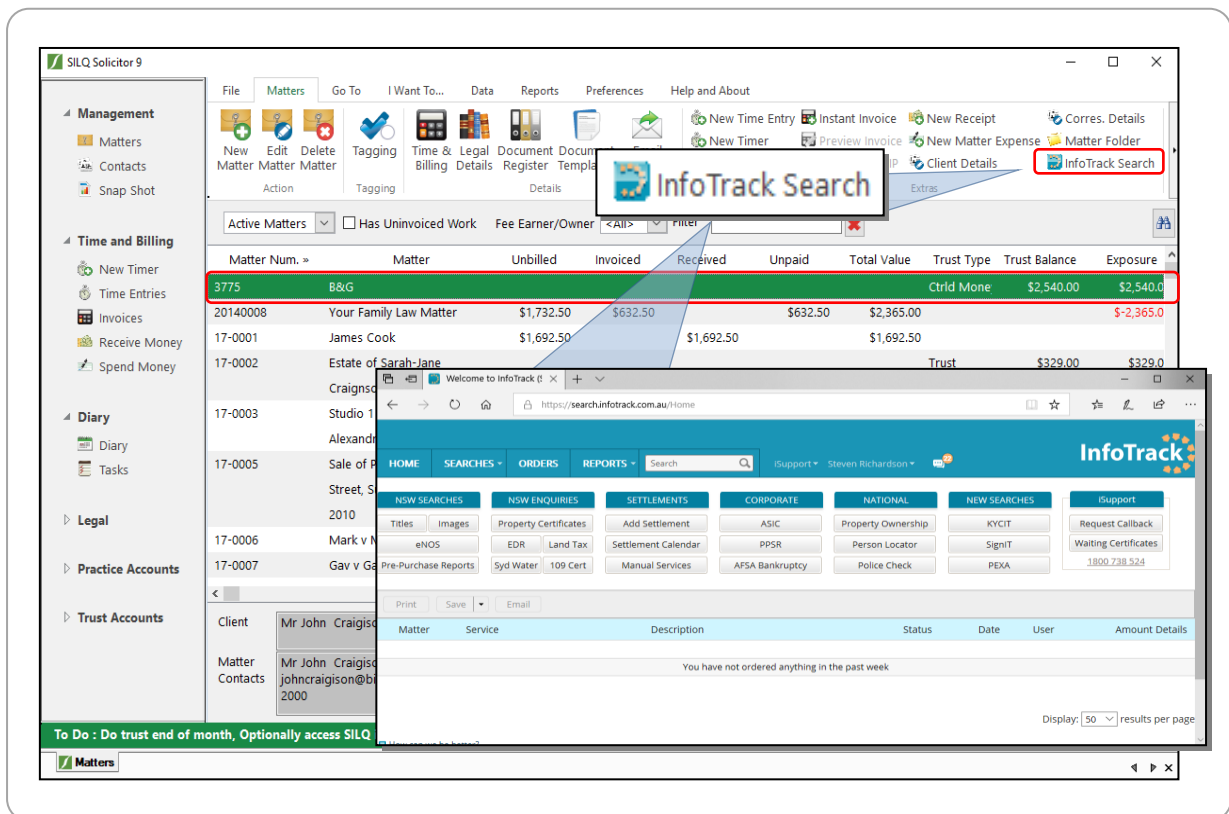 SILQ Solicitor 9
File Matters Go To I Want To... Data Reports Preferences Help and About
Management
Matters
Contacts
Snap Shot
Time and Billing
New Timer
Time Entries
Invoices
Receive Money
Spend Money
Diary
Diary
Tasks
Legal
Practice Accounts
Trust Accounts
New Matter
Edit Matter
Delete Matter
Action
Tagging
Tagging
Time & Billing
Legal Details
Document Register
Details
New Time Entry Instant Invoice New Receipt Corres. Details
New Timer Preview Invoice New Matter Expense Matter Folder
Client Details InfoTrack Search
Extras
InfoTrack Search
Active Matters Has Uninvoiced Work Fee Earner/Owner <All> Filter
Matter Num. » Matter Unbilled Invoiced Received Unpaid Total Value Trust Type Trust Balance Exposure
3775 B&G Ctrld Mone $2,540.00 $2,540.0
20140008 Your Family Law Matter $1,732.50 $632.50 $632.50 $2,365.00 $-2,365.0
17-0001 James Cook $1,692.50 $1,692.50 $1,692.50
17-0002 Estate of Sarah-Jane Trust $329.00 $329.0
17-0003 Studio 1
17-0005 Sale of P
2010
17-0006 Mark v
17-0007 Gav v Ga
Client Mr John
Matter Contacts Mr John
2000
To Do : Do trust end of month, Optionally access SILQ
Matters
Welcome to InfoTrack
https://search.infotrack.com.au/Home
InfoTrack
HOME SEARCHES ORDERS REPORTS Search iSupport Steven Richardson
NSW SEARCHES NSW ENQUIRIES SETTLEMENTS CORPORATE NATIONAL NEW SEARCHES iSupport
Titles Images Property Certificates Add Settlement ASIC Property Ownership KYCIT Request Callback
eNOS EDR Land Tax Settlement Calendar PPSR Person Locator SignIT Waiting Certificates
Pre-Purchase Reports Syd Water 109 Cert Manual Services AFSA Bankruptcy Police Check PEXA 1800 738 524
Print Save Email
Matter Service Description Status Date User Amount Details
You have not ordered anything in the past week
Display: 50 results per page